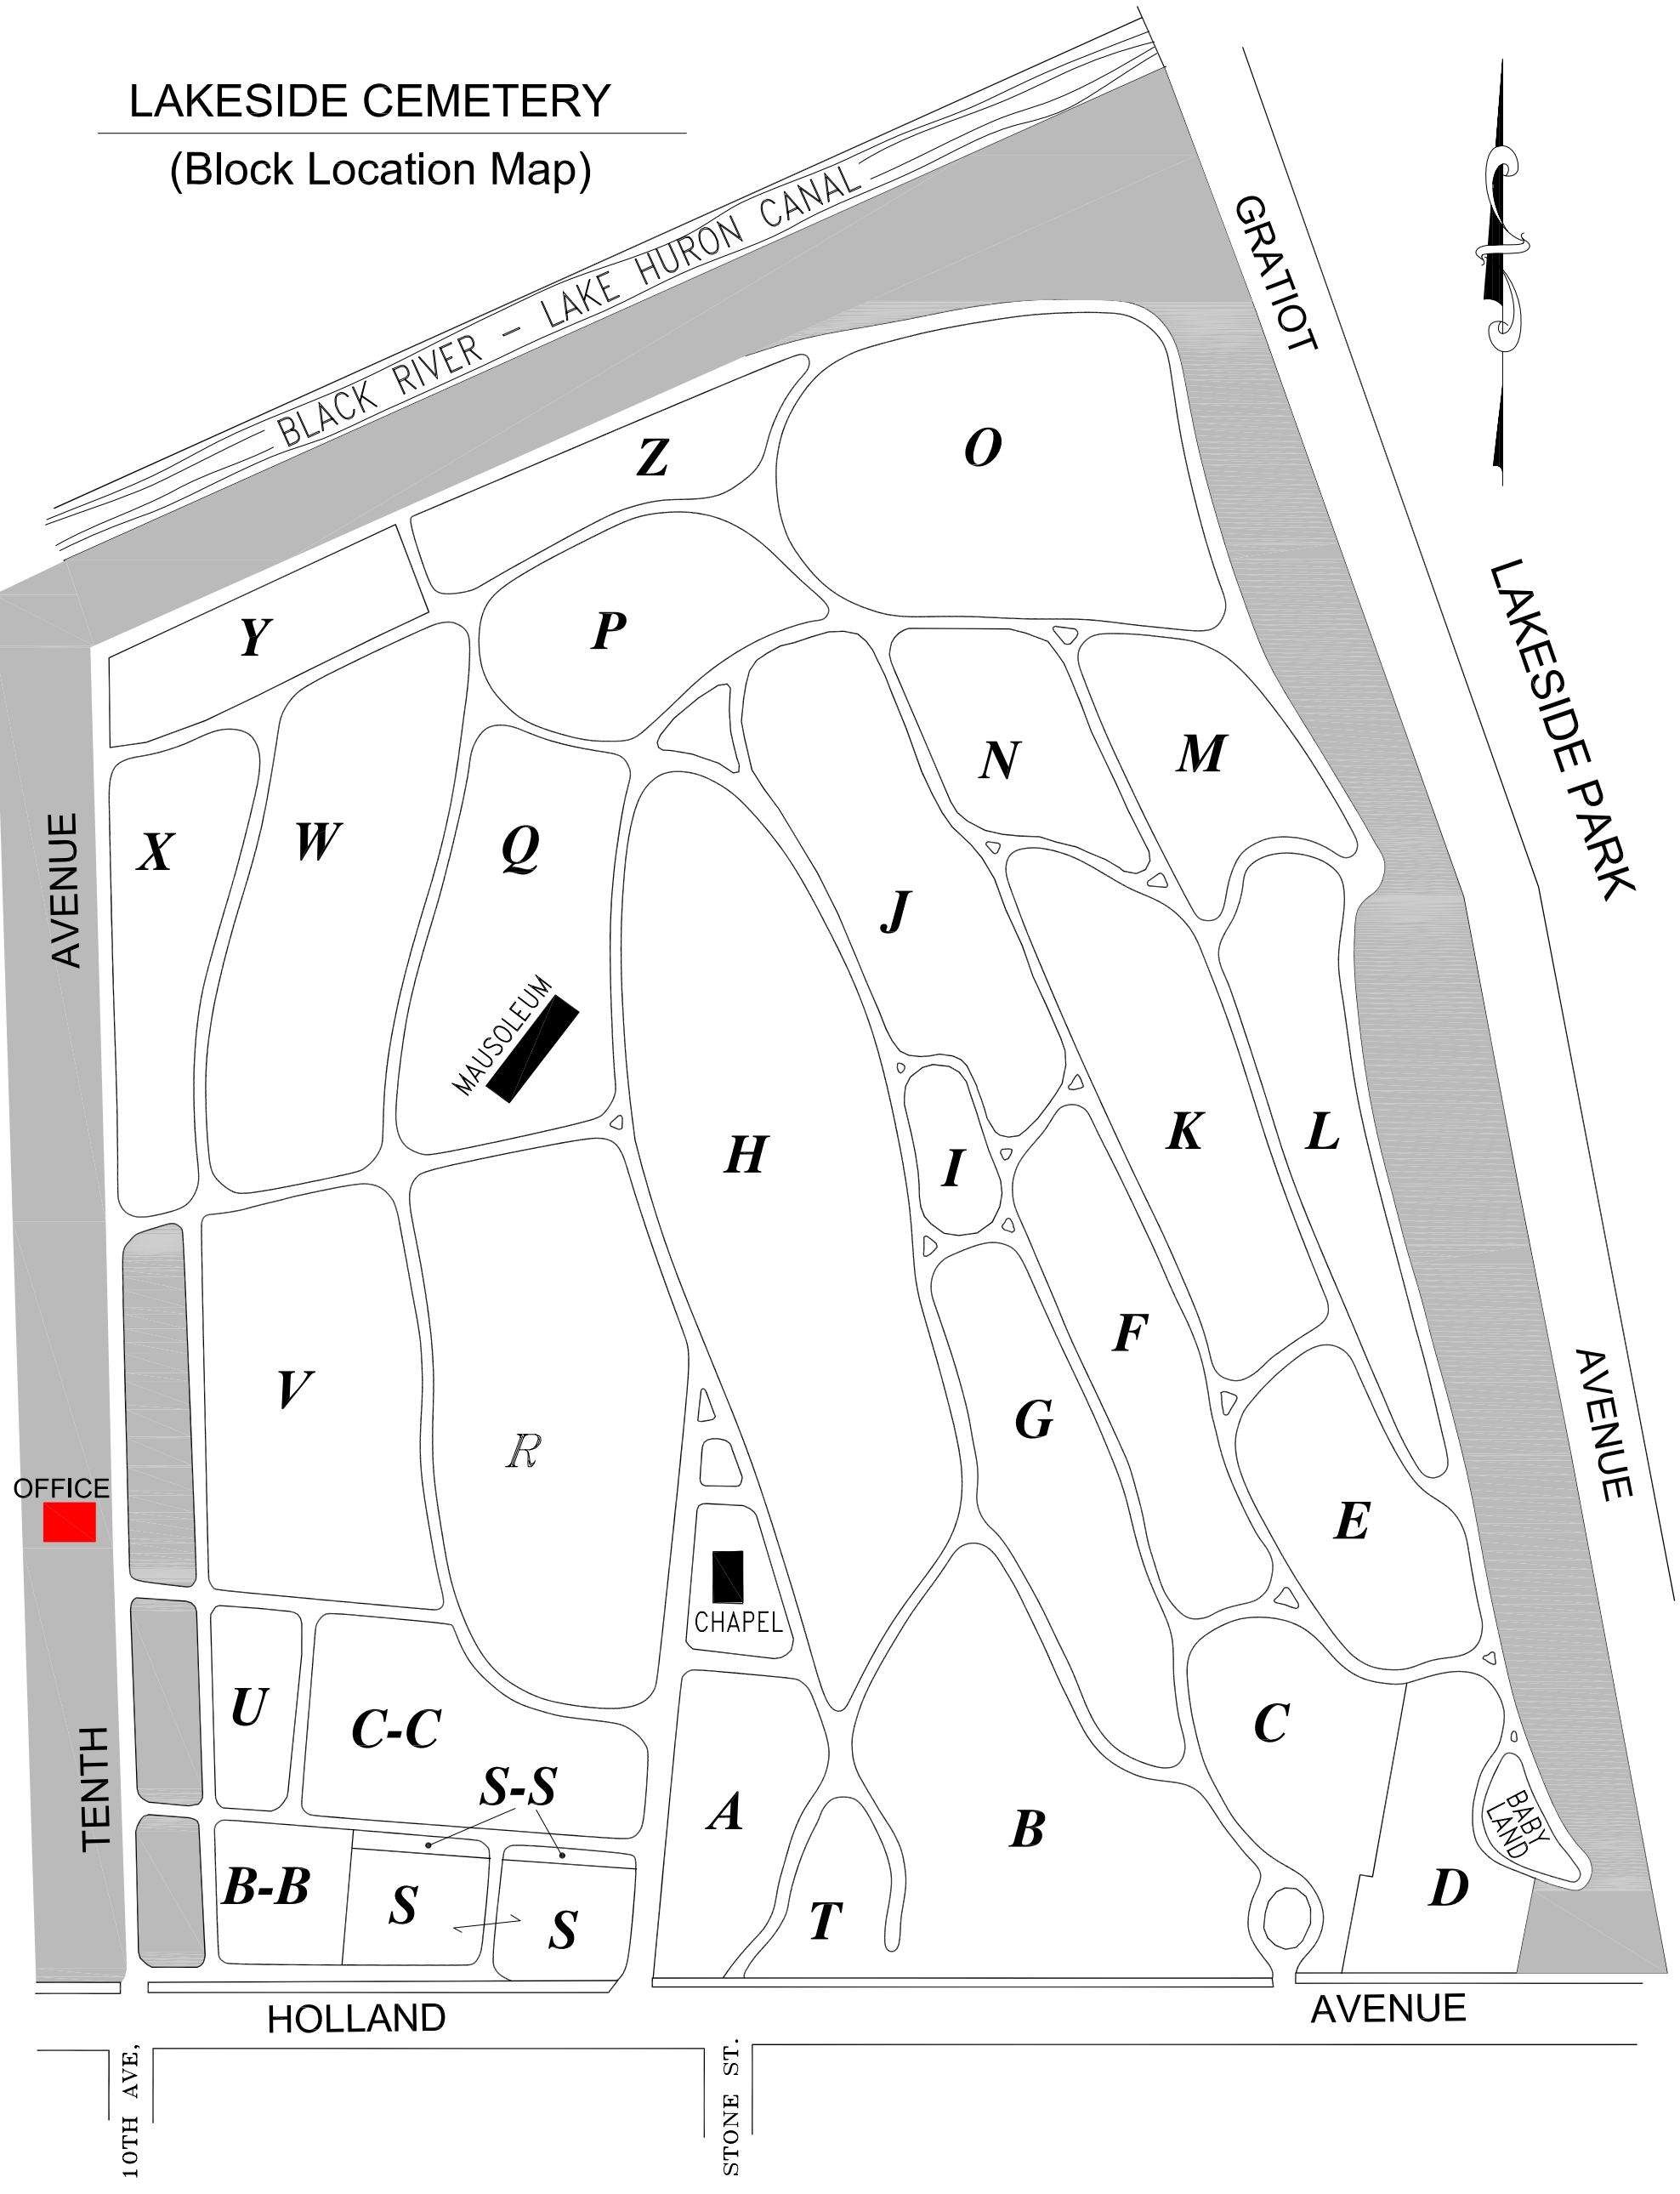 LAKESIDE CEMETERY
(Block Location Map)
BLACK RIVER - LAKE HURON CANAL
GRATIOT
LAKESIDE PARK
Z
O
Y
P
N
M
X
W
Q
J
AVENUE
MAUSOLEUM
H
I
K
L
F
V
R
G
AVENUE
OFFICE
E
CHAPEL
U
C-C
C
TENTH
S-S
A
B
BABY
LAND
B-B
S
S
T
D
HOLLAND
AVENUE
10TH AVE,
STONE ST.